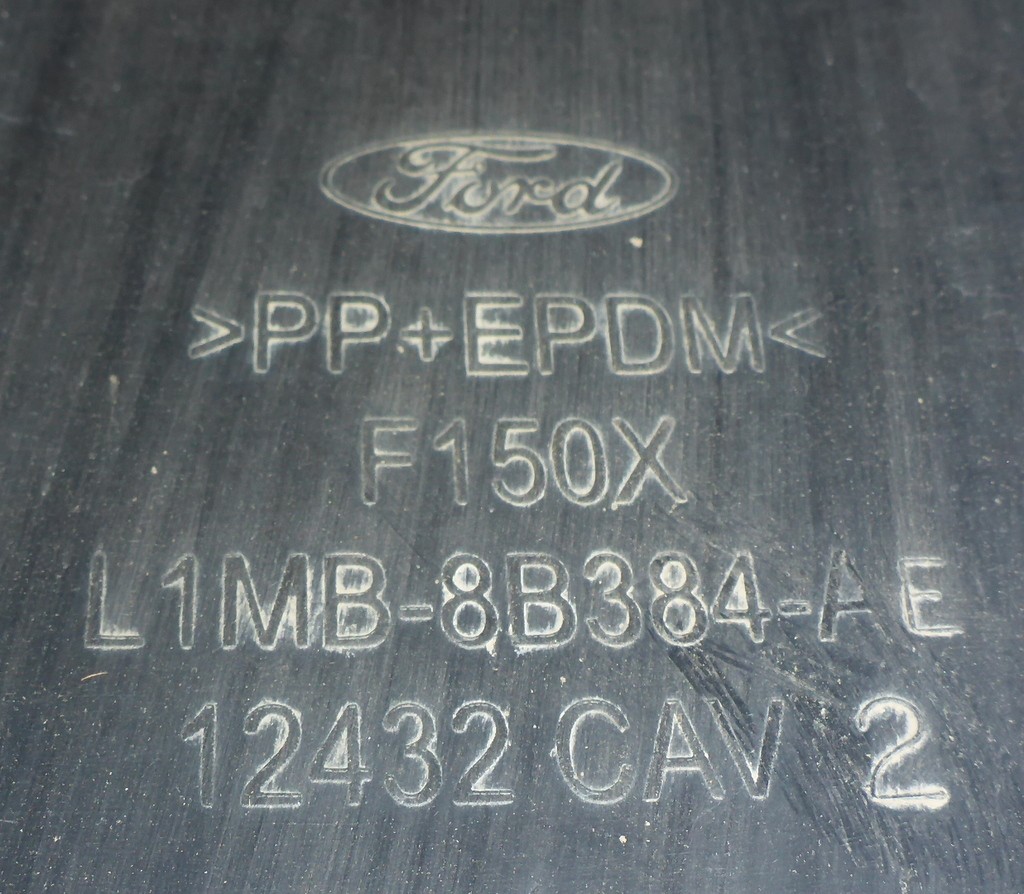 Ford
>PP+EPDM<
F150X
L1MB-8B384-AE
12432 CAV 2